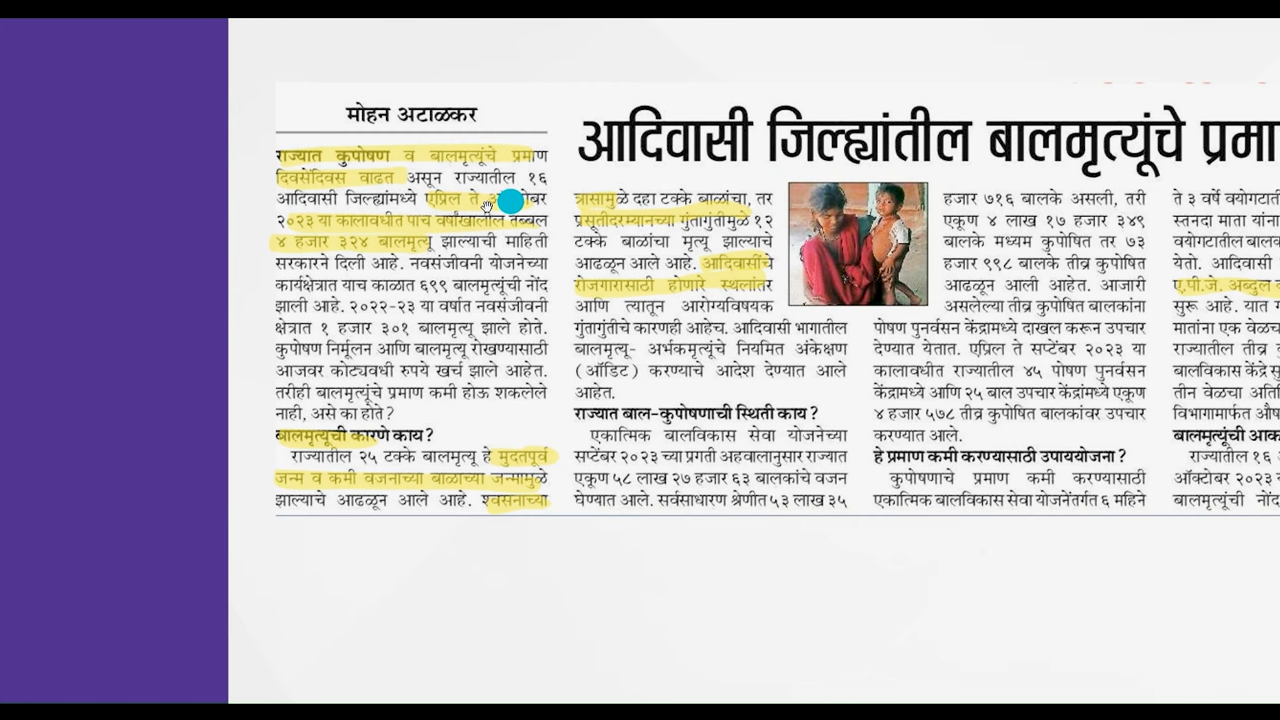 मोहन अटाळकर
आदिवासी जिल्ह्यांतील बालमृत्यूंचे
राज्यात कुपोषण व बालमृत्यूंचे प्रमाण
दिवसेंदिवस वाढत असून राज्यातील १६
आदिवासी जिल्ह्यांमध्ये एप्रिल ते
२०२३ या कालावधीत पाच वर्षांखालील तब्बल
४ हजार ३२४ बालमृत्यू झाल्याची माहिती
सरकारने दिली आहे. नवसंजीवनी योजनेच्या
कार्यक्षेत्रात याच काळात ६९९ बालमृत्यूंची नोंद
झाली आहे. २०२२-२३ या वर्षात नवसंजीवनी
क्षेत्रात १ हजार ३०१ बालमृत्यू झाले होते.
कुपोषण निर्मूलन आणि बालमृत्यू रोखण्यासाठी
आजवर कोट्यवधी रुपये खर्च झाले आहेत.
तरीही बालमृत्यूंचे प्रमाण कमी होऊ शकलेले
नाही, असे का होते?
बालमृत्यूची कारणे काय?
राज्यातील २५ टक्के बालमृत्यू हे मुदतपूर्व
जन्म व कमी वजनाच्या बाळाच्या जन्मामुळे
झाल्याचे आढळून आले आहे. श्वसनाच्या
त्रासामुळे दहा टक्के बाळांचा, तर
प्रसूतीदरम्यानच्या गुंतागुंतीमुळे १२
टक्के बाळांचा मृत्यू झाल्याचे
आढळून आले आहे. आदिवासींचे
रोजगारासाठी होणारे स्थलांतर
आणि त्यातून आरोग्यविषयक
गुंतागुंतीचे कारणही आहेच. आदिवासी भागातील
बालमृत्यू- अर्भकमृत्यूंचे नियमित अंकेक्षण
(ऑडिट) करण्याचे आदेश देण्यात आले
आहेत.
राज्यात बाल-कुपोषणाची स्थिती काय?
एकात्मिक बालविकास सेवा योजनेच्या
सप्टेंबर २०२३ च्या प्रगती अहवालानुसार राज्यात
एकूण ५८ लाख २७ हजार ६३ बालकांचे वजन
घेण्यात आले. सर्वसाधारण श्रेणीत ५३ लाख ३५
हजार ७१६ बालके असली, तरी
एकूण ४ लाख १७ हजार ३४९
बालके मध्यम कुपोषित तर ७३
हजार ९९८ बालके तीव्र कुपोषित
आढळून आली आहेत. आजारी
असलेल्या तीव्र कुपोषित बालकांना
पोषण पुनर्वसन केंद्रामध्ये दाखल करून उपचार
देण्यात येतात. एप्रिल ते सप्टेंबर २०२३ या
कालावधीत राज्यातील ४५ पोषण पुनर्वसन
केंद्रामध्ये आणि २५ बाल उपचार केंद्रांमध्ये एकूण
४ हजार ५७८ तीव्र कुपोषित बालकांवर उपचार
करण्यात आले.
हे प्रमाण कमी करण्यासाठी उपाययोजना?
कुपोषणाचे प्रमाण कमी करण्यासाठी
एकात्मिक बालविकास सेवा योजनेंतर्गत ६ महिने
ते ३ वर्षे वयोगटाती
स्तनदा माता यांना
वयोगटातील बालव
येतो. आदिवासी
ए.पी.जे. अब्दुल
सुरू आहे. यात
मातांना एक वेळच
राज्यातील तीव्र
बालविकास केंद्रे सु
तीन वेळचा अति
विभागामार्फत औष
बालमृत्यूंची आक
राज्यातील १६
ऑक्टोबर २०२३
बालमृत्यूंची नोंद